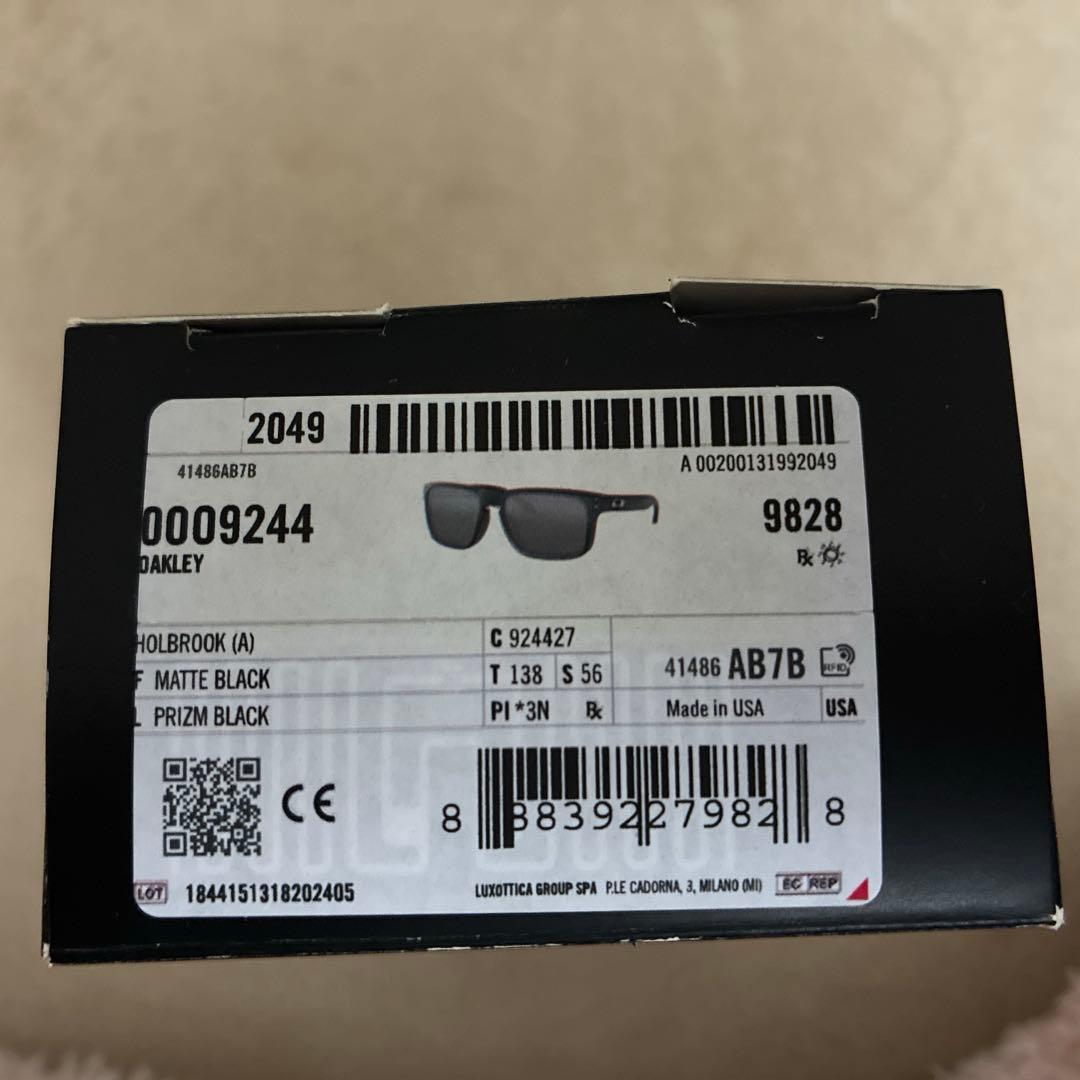 2049
41486AB7B
A 00200131992049
0009244
9828
OAKLEY
Rx
HOLBROOK (A)
C 924427
F MATTE BLACK
T 138
S 56
41486 AB7B
RFID
L PRIZM BLACK
PI *3N
Rx
Made in USA
USA
CE
8 88392 27982 8
LOT
1844151318202405
LUXOTTICA GROUP SPA P.LE CADORNA, 3, MILANO (MI)
EC REP